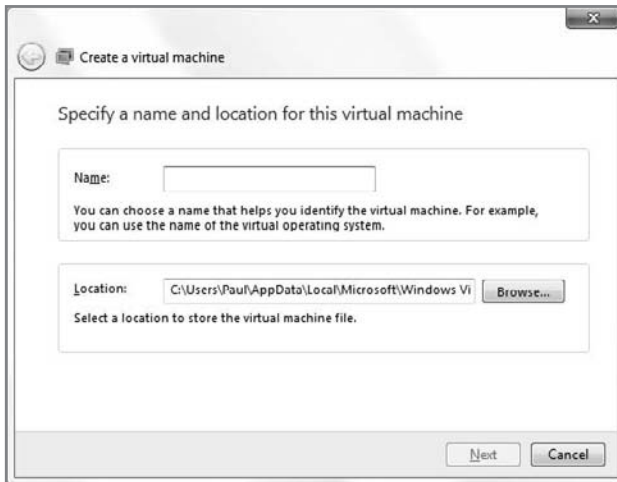 Create a virtual machine
Specify a name and location for this virtual machine
Name:
You can choose a name that helps you identify the virtual machine. For example,
you can use the name of the virtual operating system.
Location: C:\Users\Paul\AppData\Local\Microsoft\Windows Vi Browse...
Select a location to store the virtual machine file.
Next Cancel